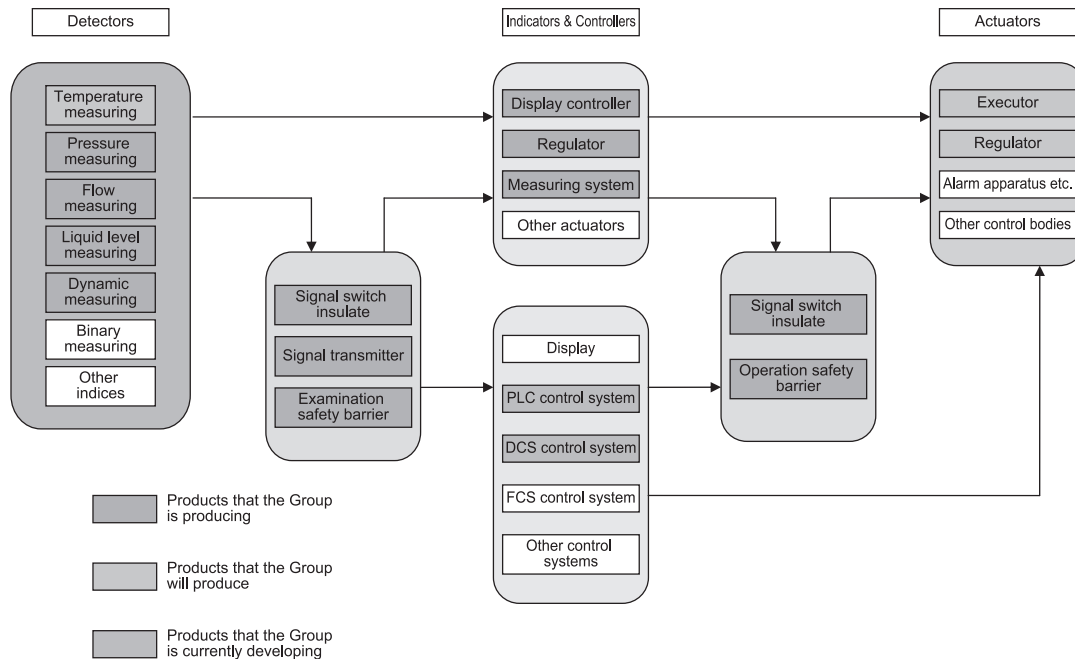 Detectors
Indicators & Controllers
Actuators
Temperature
measuring
Pressure
measuring
Flow
measuring
Liquid level
measuring
Dynamic
measuring
Binary
measuring
Other
indices
Signal switch
insulate
Signal transmitter
Examination
safety barrier
Display controller
Regulator
Measuring system
Other actuators
Display
PLC control system
DCS control system
FCS control system
Other control
systems
Signal switch
insulate
Operation safety
barrier
Executor
Regulator
Alarm apparatus etc.
Other control bodies
Products that the Group
is producing
Products that the Group
will produce
Products that the Group
is currently developing